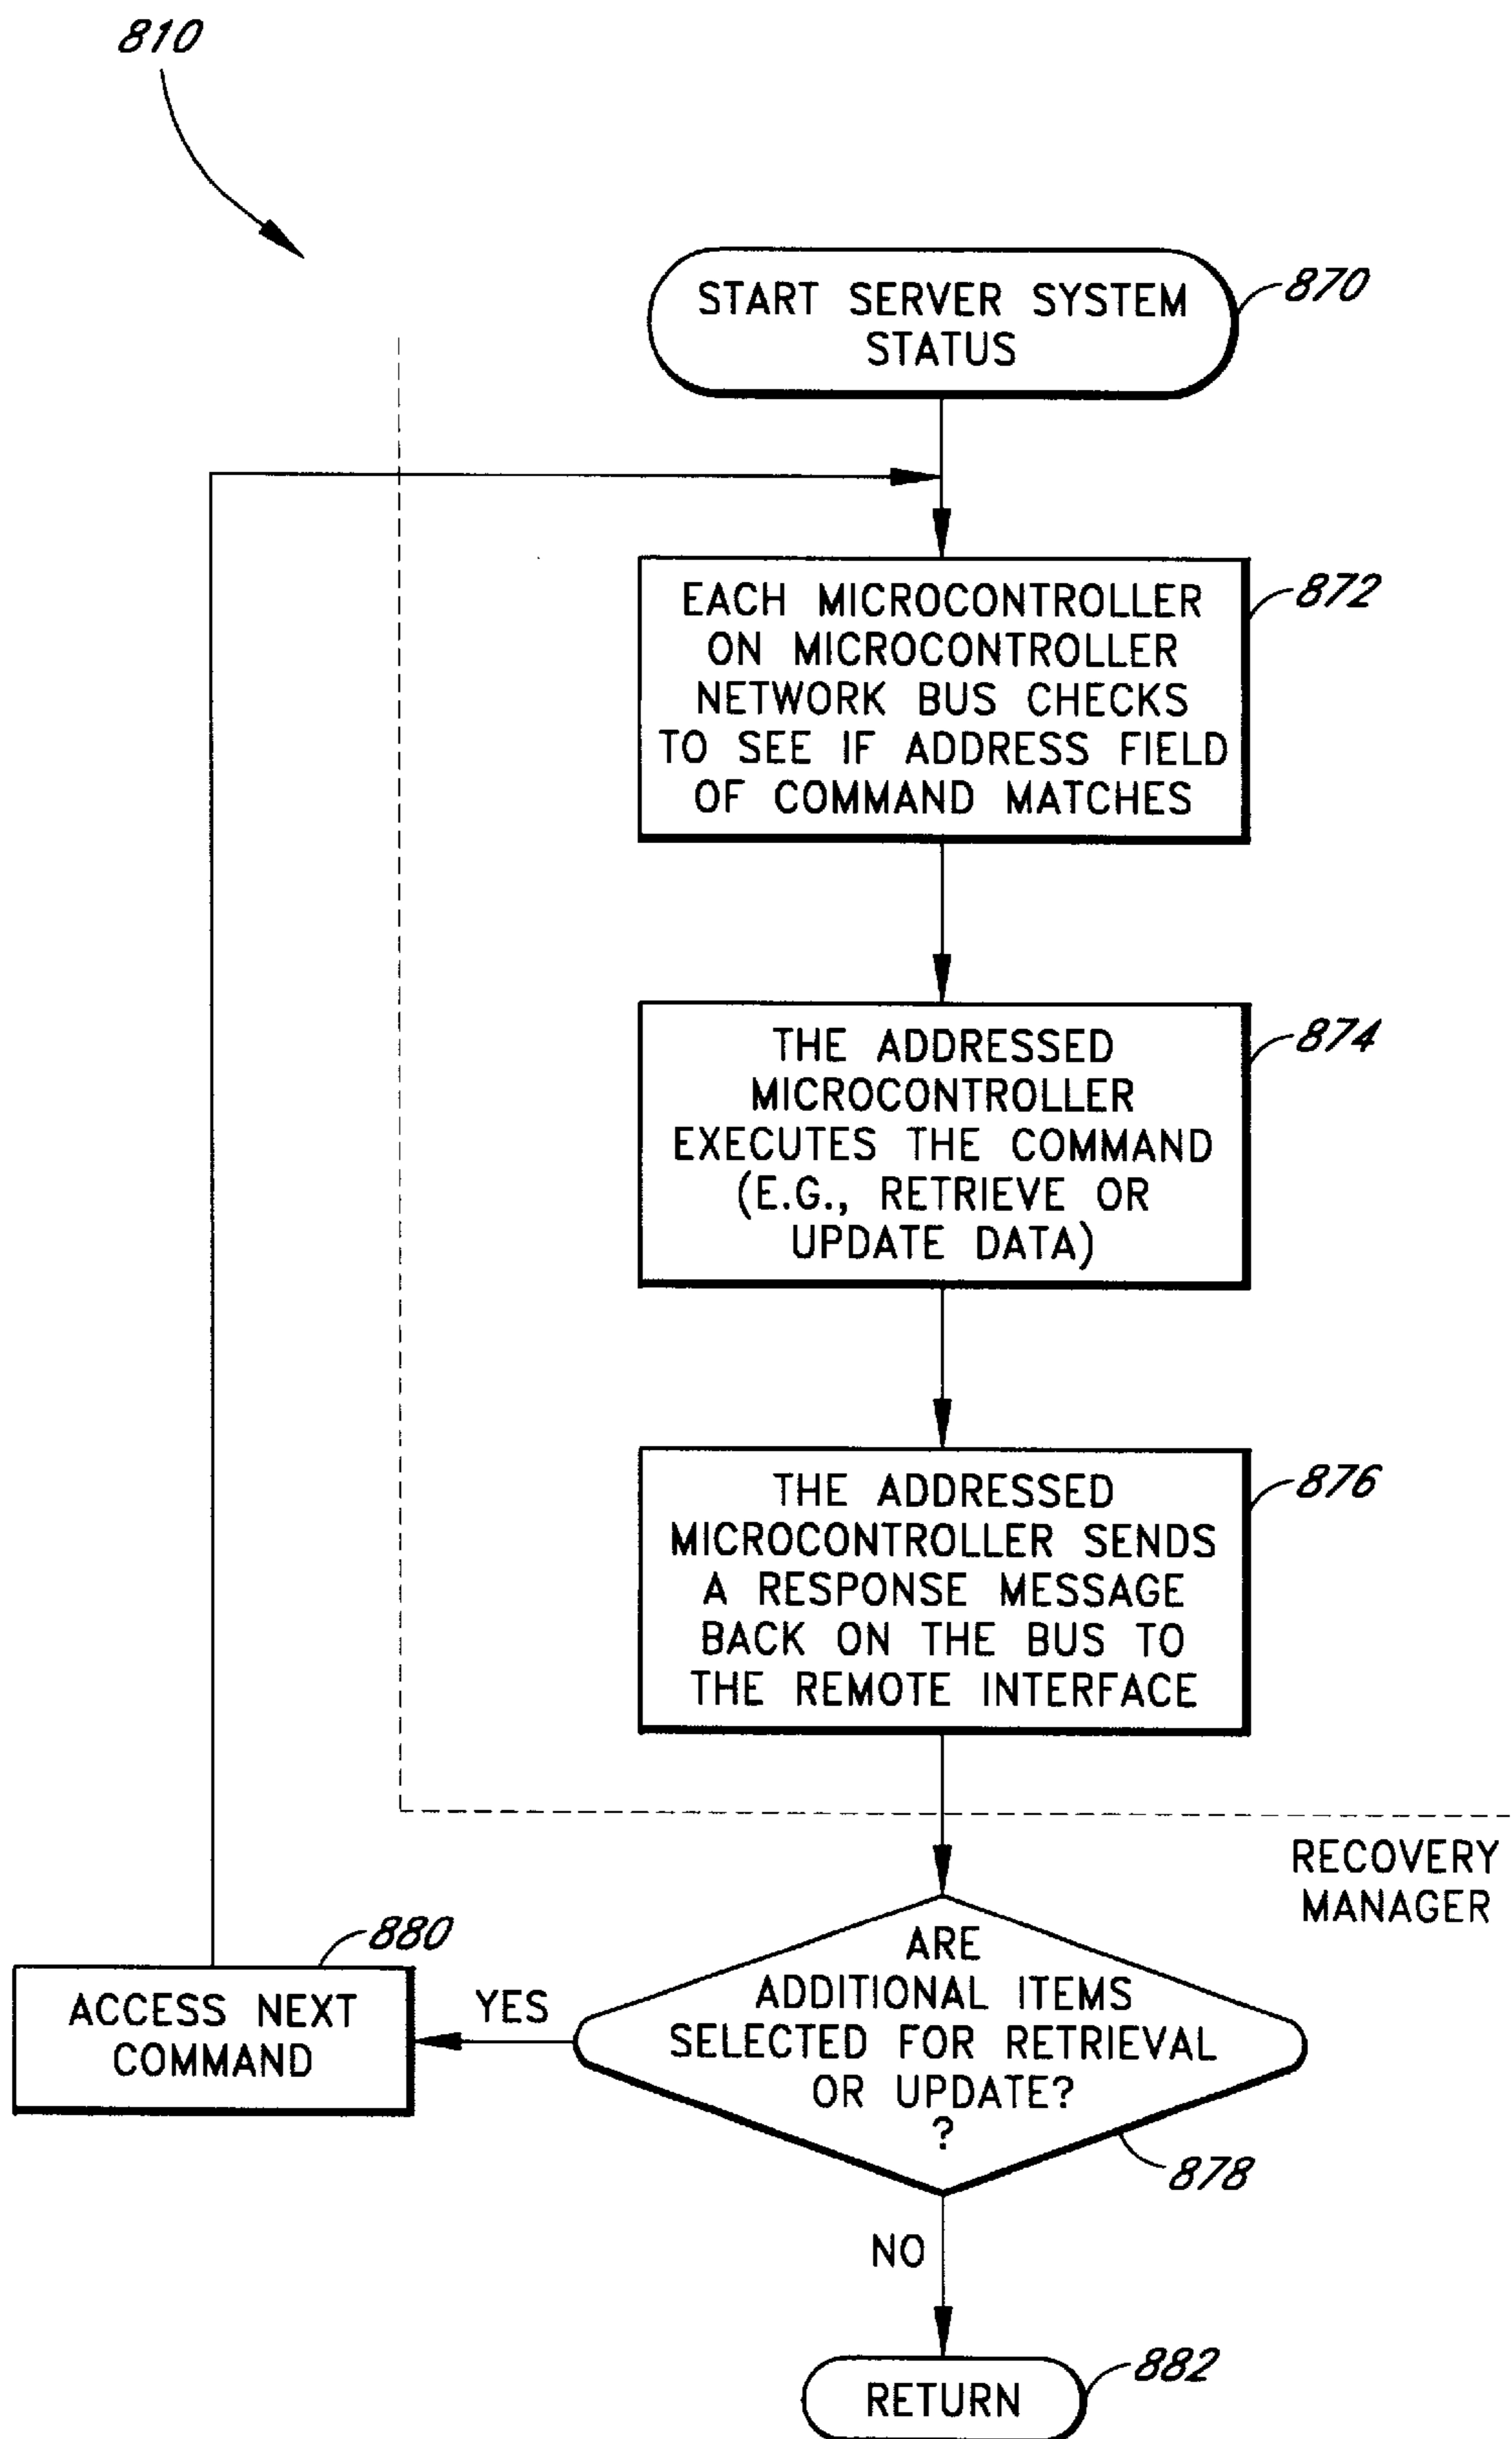 810
START SERVER SYSTEM
STATUS
870
EACH MICROCONTROLLER
ON MICROCONTROLLER
NETWORK BUS CHECKS
TO SEE IF ADDRESS FIELD
OF COMMAND MATCHES
872
THE ADDRESSED
MICROCONTROLLER
EXECUTES THE COMMAND
(E.G., RETRIEVE OR
UPDATE DATA)
874
THE ADDRESSED
MICROCONTROLLER SENDS
A RESPONSE MESSAGE
BACK ON THE BUS TO
THE REMOTE INTERFACE
876
RECOVERY
MANAGER
ARE
ADDITIONAL ITEMS
SELECTED FOR RETRIEVAL
OR UPDATE?
?
878
YES
880
ACCESS NEXT
COMMAND
NO
RETURN
882